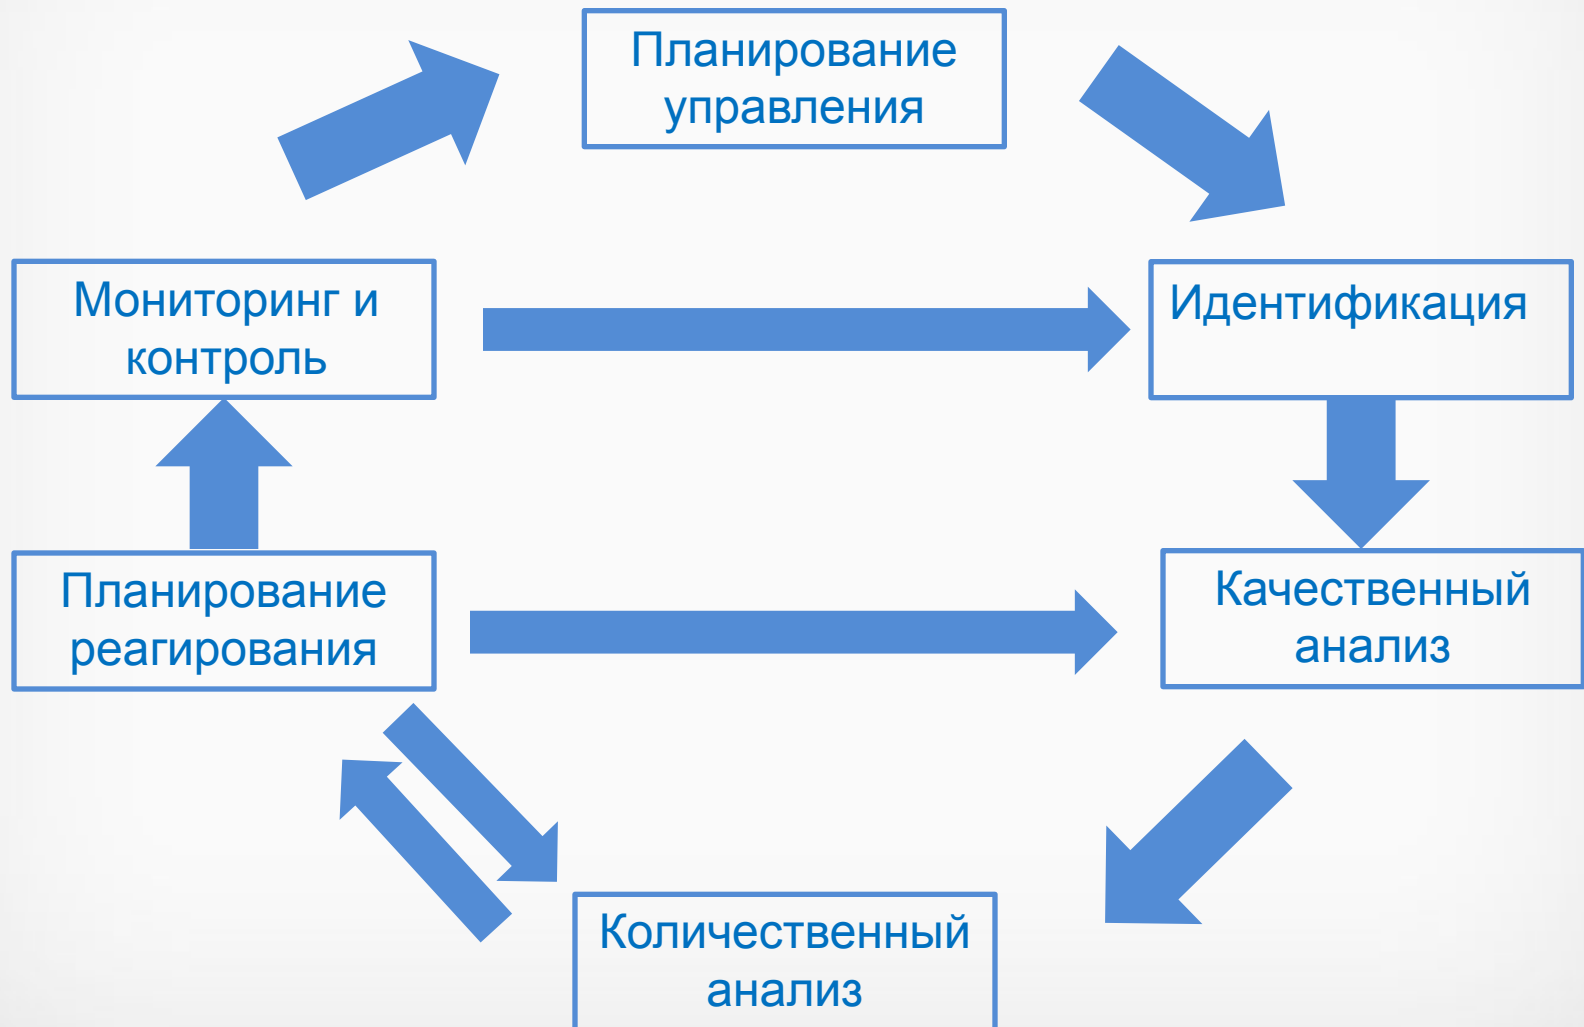 Планирование
управления
Мониторинг и
контроль
Идентификация
Планирование
реагирования
Качественный
анализ
Количественный
анализ